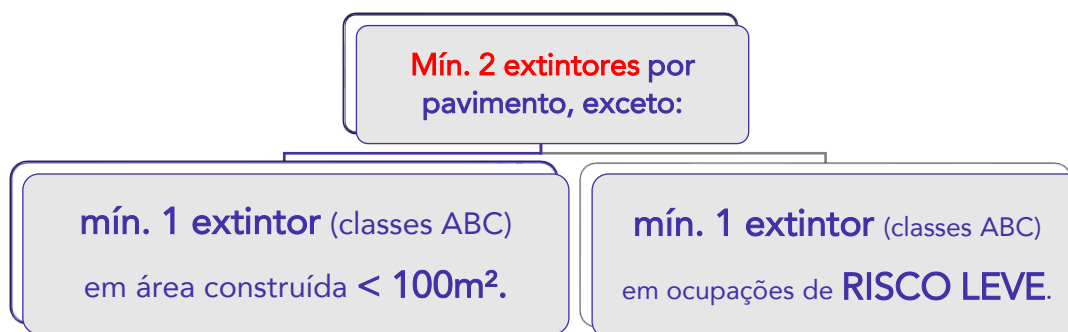 Mín. 2 extintores por
pavimento, exceto:
mín. 1 extintor (classes ABC)
em área construída < 100m².
mín. 1 extintor (classes ABC)
em ocupações de RISCO LEVE.